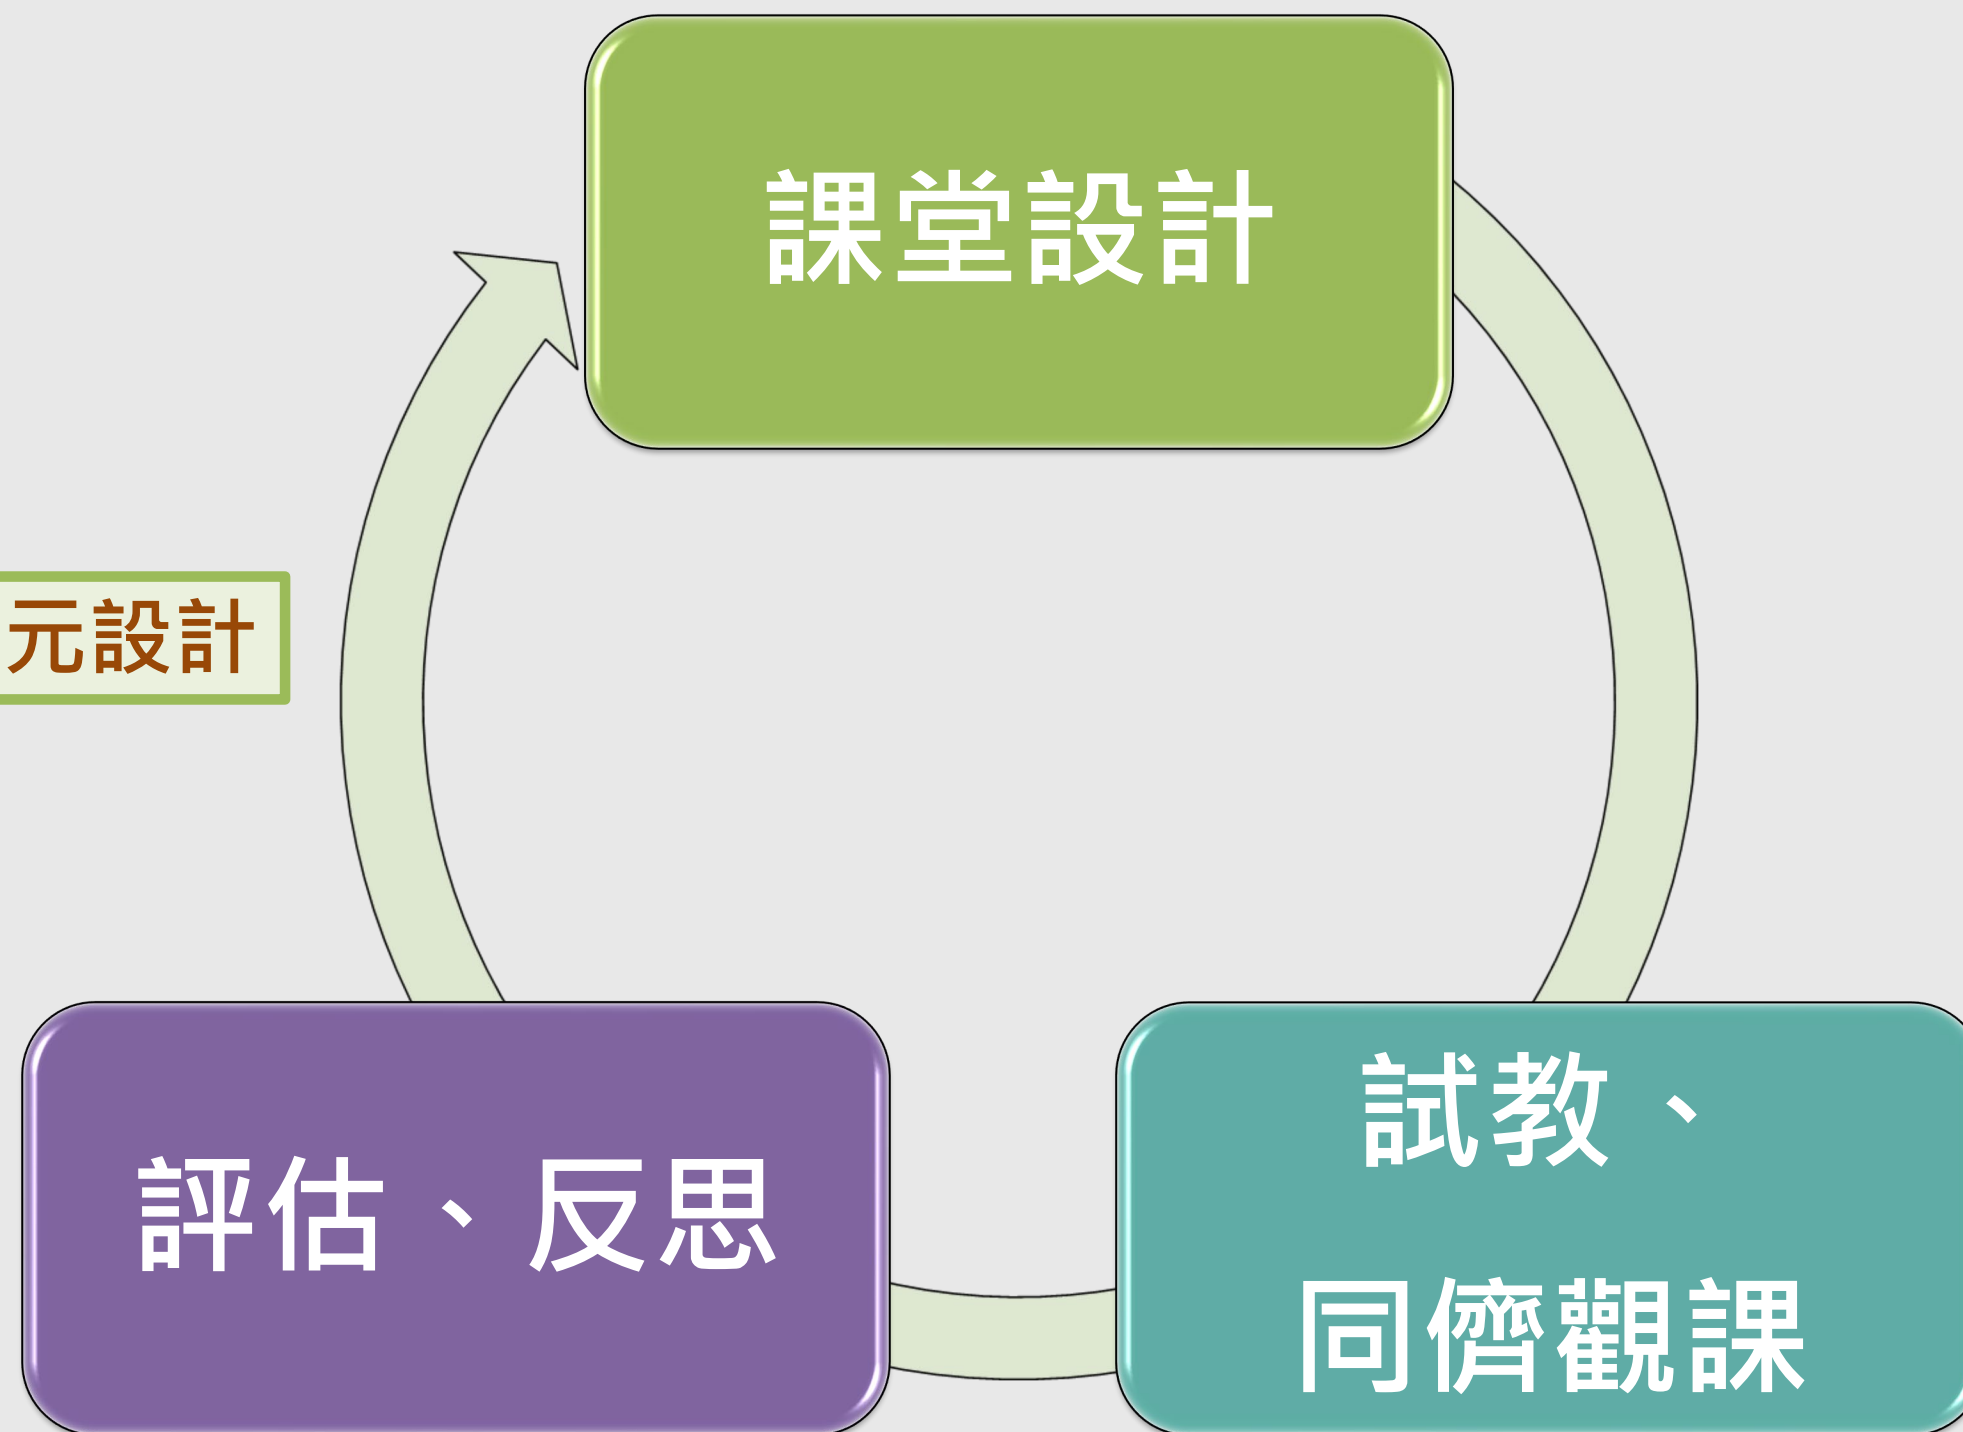 課堂設計
元設計
評估、反思
試教、
同儕觀課